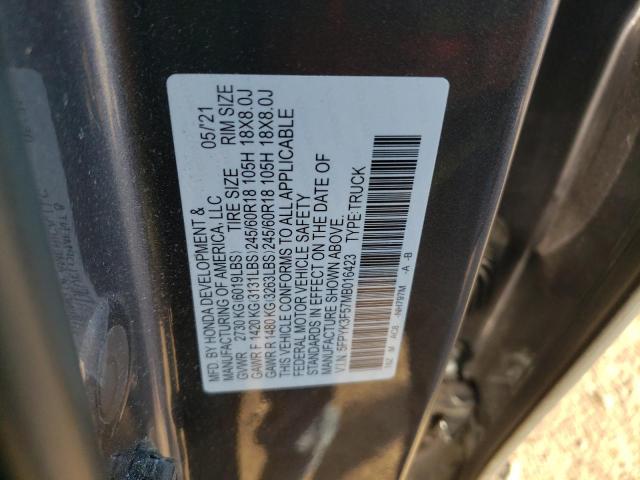 MFD. BY HONDA DEVELOPMENT & 05/'21
MANUFACTURING OF AMERICA, LLC
TIRE SIZE RIM SIZE
GVWR 2730 KG(6019LBS)
GAWR F 1420 KG(3131LBS) 245/60R18 105H 18X8.0J
GAWR R 1480 KG(3263LBS) 245/60R18 105H 18X8.0J
THIS VEHICLE CONFORMS TO ALL APPLICABLE
FEDERAL MOTOR VEHICLE SAFETY
STANDARDS IN EFFECT ON THE DATE OF
MANUFACTURE SHOWN ABOVE.
V.I.N. 5FPYK3F57MB016423 TYPE:TRUCK
-NH797M -A -B